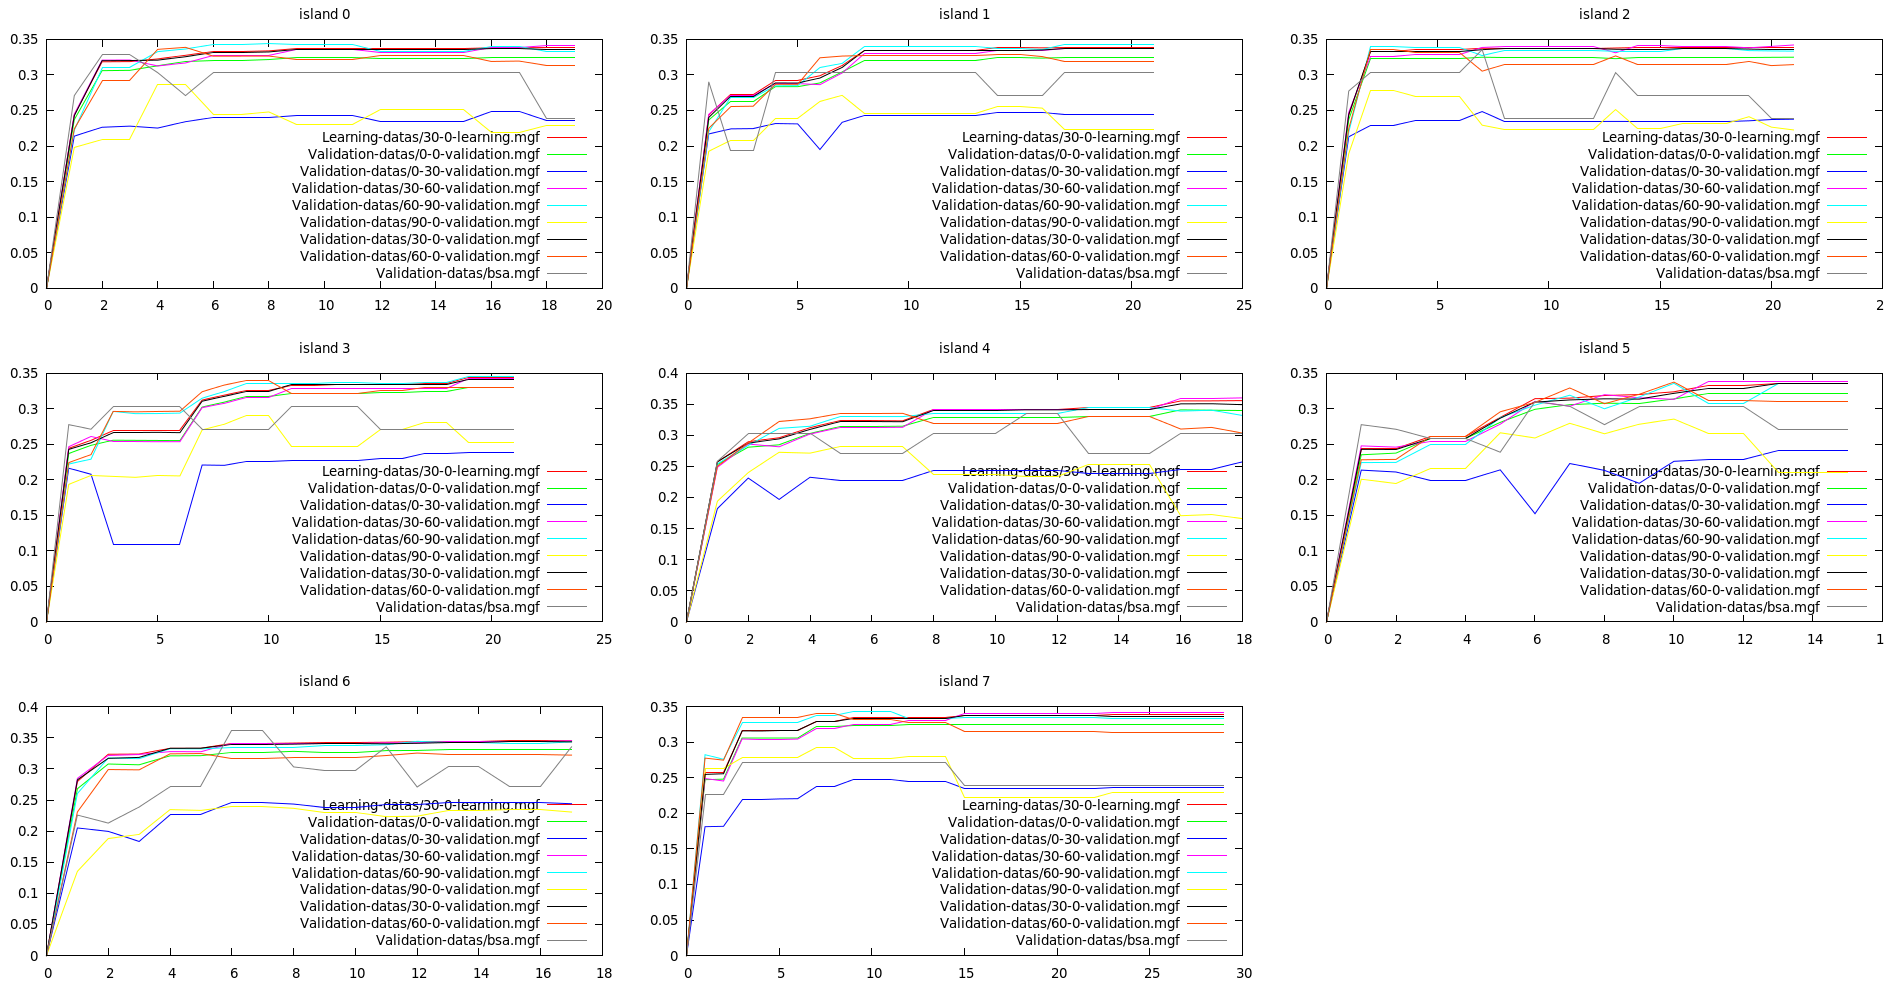 island 0
0.35
0.3
0.25
0.2
0.15
0.1
0.05
0
Learning-datas/30-0-learning.mgf
Validation-datas/0-0-validation.mgf
Validation-datas/0-30-validation.mgf
Validation-datas/30-60-validation.mgf
Validation-datas/60-90-validation.mgf
Validation-datas/90-0-validation.mgf
Validation-datas/30-0-validation.mgf
Validation-datas/60-0-validation.mgf
Validation-datas/bsa.mgf
0 2 4 6 8 10 12 14 16 18 20
island 1
0.35
0.3
0.25
0.2
0.15
0.1
0.05
0
Learning-datas/30-0-learning.mgf
Validation-datas/0-0-validation.mgf
Validation-datas/0-30-validation.mgf
Validation-datas/30-60-validation.mgf
Validation-datas/60-90-validation.mgf
Validation-datas/90-0-validation.mgf
Validation-datas/30-0-validation.mgf
Validation-datas/60-0-validation.mgf
Validation-datas/bsa.mgf
0 5 10 15 20 25
island 2
0.35
0.3
0.25
0.2
0.15
0.1
0.05
0
Learning-datas/30-0-learning.mgf
Validation-datas/0-0-validation.mgf
Validation-datas/0-30-validation.mgf
Validation-datas/30-60-validation.mgf
Validation-datas/60-90-validation.mgf
Validation-datas/90-0-validation.mgf
Validation-datas/30-0-validation.mgf
Validation-datas/60-0-validation.mgf
Validation-datas/bsa.mgf
0 5 10 15 20 2
island 3
0.35
0.3
0.25
0.2
0.15
0.1
0.05
0
Learning-datas/30-0-learning.mgf
Validation-datas/0-0-validation.mgf
Validation-datas/0-30-validation.mgf
Validation-datas/30-60-validation.mgf
Validation-datas/60-90-validation.mgf
Validation-datas/90-0-validation.mgf
Validation-datas/30-0-validation.mgf
Validation-datas/60-0-validation.mgf
Validation-datas/bsa.mgf
0 5 10 15 20 25
island 4
0.4
0.35
0.3
0.25
0.2
0.15
0.1
0.05
0
Learning-datas/30-0-learning.mgf
Validation-datas/0-0-validation.mgf
Validation-datas/0-30-validation.mgf
Validation-datas/30-60-validation.mgf
Validation-datas/60-90-validation.mgf
Validation-datas/90-0-validation.mgf
Validation-datas/30-0-validation.mgf
Validation-datas/60-0-validation.mgf
Validation-datas/bsa.mgf
0 2 4 6 8 10 12 14 16 18
island 5
0.35
0.3
0.25
0.2
0.15
0.1
0.05
0
Learning-datas/30-0-learning.mgf
Validation-datas/0-0-validation.mgf
Validation-datas/0-30-validation.mgf
Validation-datas/30-60-validation.mgf
Validation-datas/60-90-validation.mgf
Validation-datas/90-0-validation.mgf
Validation-datas/30-0-validation.mgf
Validation-datas/60-0-validation.mgf
Validation-datas/bsa.mgf
0 2 4 6 8 10 12 14 1
island 6
0.4
0.35
0.3
0.25
0.2
0.15
0.1
0.05
0
Learning-datas/30-0-learning.mgf
Validation-datas/0-0-validation.mgf
Validation-datas/0-30-validation.mgf
Validation-datas/30-60-validation.mgf
Validation-datas/60-90-validation.mgf
Validation-datas/90-0-validation.mgf
Validation-datas/30-0-validation.mgf
Validation-datas/60-0-validation.mgf
Validation-datas/bsa.mgf
0 2 4 6 8 10 12 14 16 18
island 7
0.35
0.3
0.25
0.2
0.15
0.1
0.05
0
Learning-datas/30-0-learning.mgf
Validation-datas/0-0-validation.mgf
Validation-datas/0-30-validation.mgf
Validation-datas/30-60-validation.mgf
Validation-datas/60-90-validation.mgf
Validation-datas/90-0-validation.mgf
Validation-datas/30-0-validation.mgf
Validation-datas/60-0-validation.mgf
Validation-datas/bsa.mgf
0 5 10 15 20 25 30